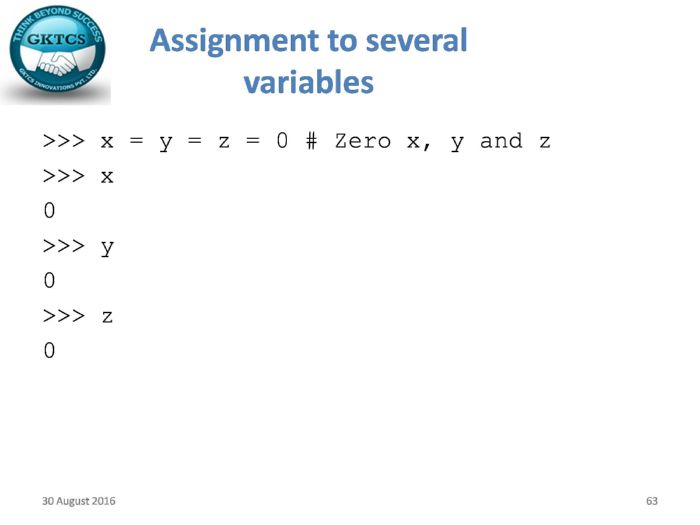 THINK BEYOND SUCCESS
GKTCS
GKTCS INNOVATIONS PVT. LTD.
Assignment to several
variables
>>> x = y = z = 0 # Zero x, y and z
>>> x
0
>>> y
0
>>> z
0
30 August 2016
63